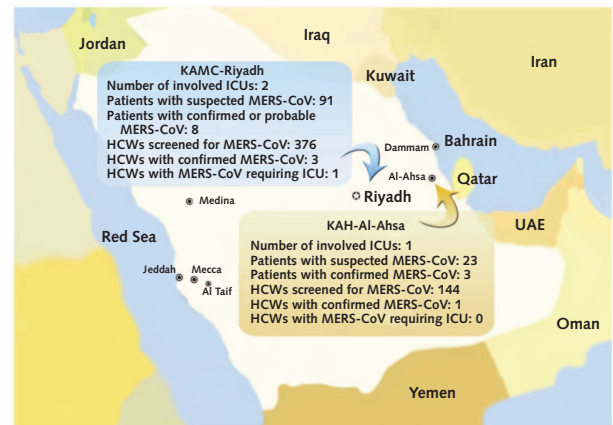 Jordan
Iraq
Iran
Kuwait
KAMC-Riyadh
Number of involved ICUs: 2
Patients with suspected MERS-CoV: 91
Patients with confirmed or probable
MERS-CoV: 8
HCWs screened for MERS-CoV: 376
HCWs with confirmed MERS-CoV: 3
HCWs with MERS-CoV requiring ICU: 1
Dammam
Bahrain
Al-Ahsa
Qatar
Riyadh
Medina
Red Sea
UAE
KAH-Al-Ahsa
Number of involved ICUs: 1
Patients with suspected MERS-CoV: 23
Patients with confirmed MERS-CoV: 3
HCWs screened for MERS-CoV: 144
HCWs with confirmed MERS-CoV: 1
HCWs with MERS-CoV requiring ICU: 0
Jeddah
Mecca
Al Taif
Oman
Yemen